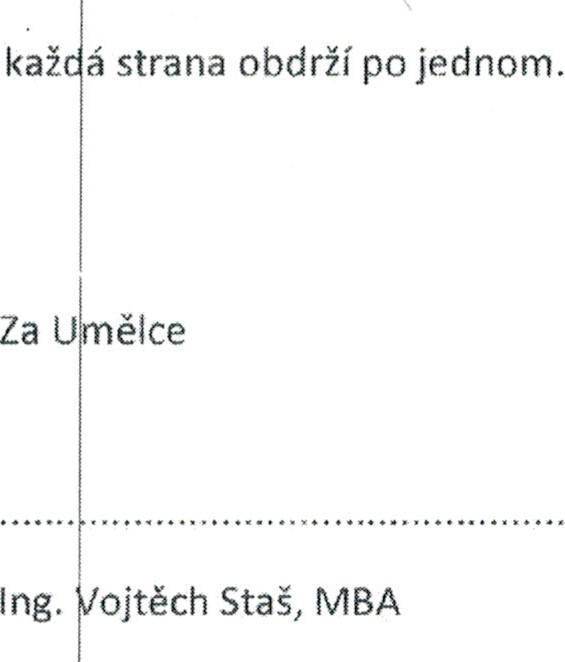 každá strana obdrží po jednom.
Za Umělce
Ing. Vojtěch Staš, MBA